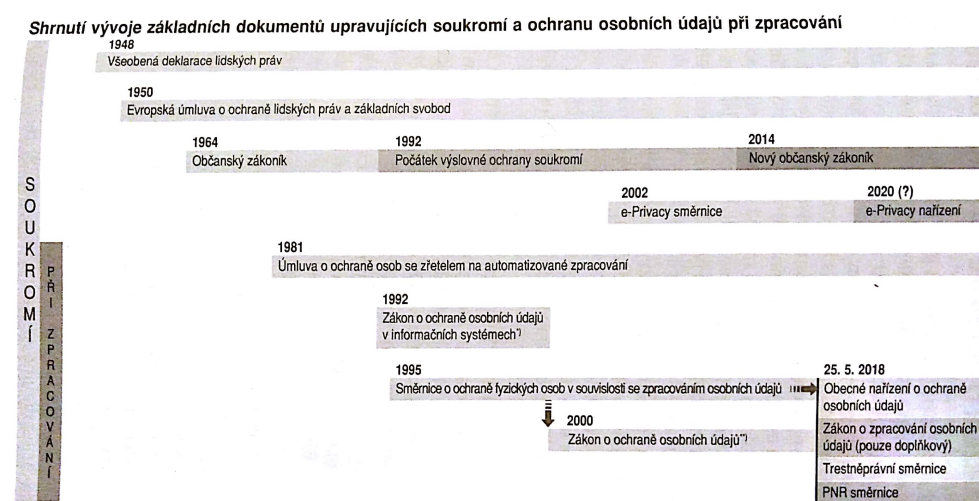 Shrnutí vývoje základních dokumentů upravujících soukromí a ochranu osobních údajů při zpracování
1948
Všeobená deklarace lidských práv
1950
Evropská úmluva o ochraně lidských práv a základních svobod
1964
Občanský zákoník
1992
Počátek výslovné ochrany soukromí
2014
Nový občanský zákoník
2002
e-Privacy směrnice
2020 (?)
e-Privacy nařízení
SOUKROMÍ
PŘI ZPRACOVÁNÍ
1981
Úmluva o ochraně osob se zřetelem na automatizované zpracování
1992
Zákon o ochraně osobních údajů
v informačních systémech*)
1995
Směrnice o ochraně fyzických osob v souvislosti se zpracováním osobních údajů
25. 5. 2018
Obecné nařízení o ochraně
osobních údajů
2000
Zákon o ochraně osobních údajů**)
Zákon o zpracování osobních
údajů (pouze doplňkový)
Trestněprávní směrnice
PNR směrnice